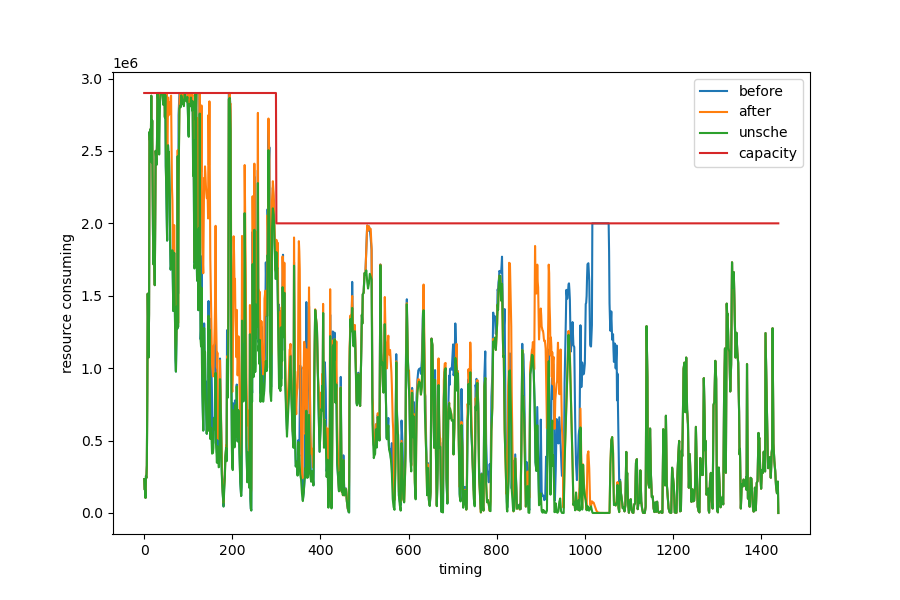 1e6
3.0
2.5
2.0
1.5
1.0
0.5
0.0
resource consuming
before
after
unsche
capacity
0 200 400 600 800 1000 1200 1400
timing